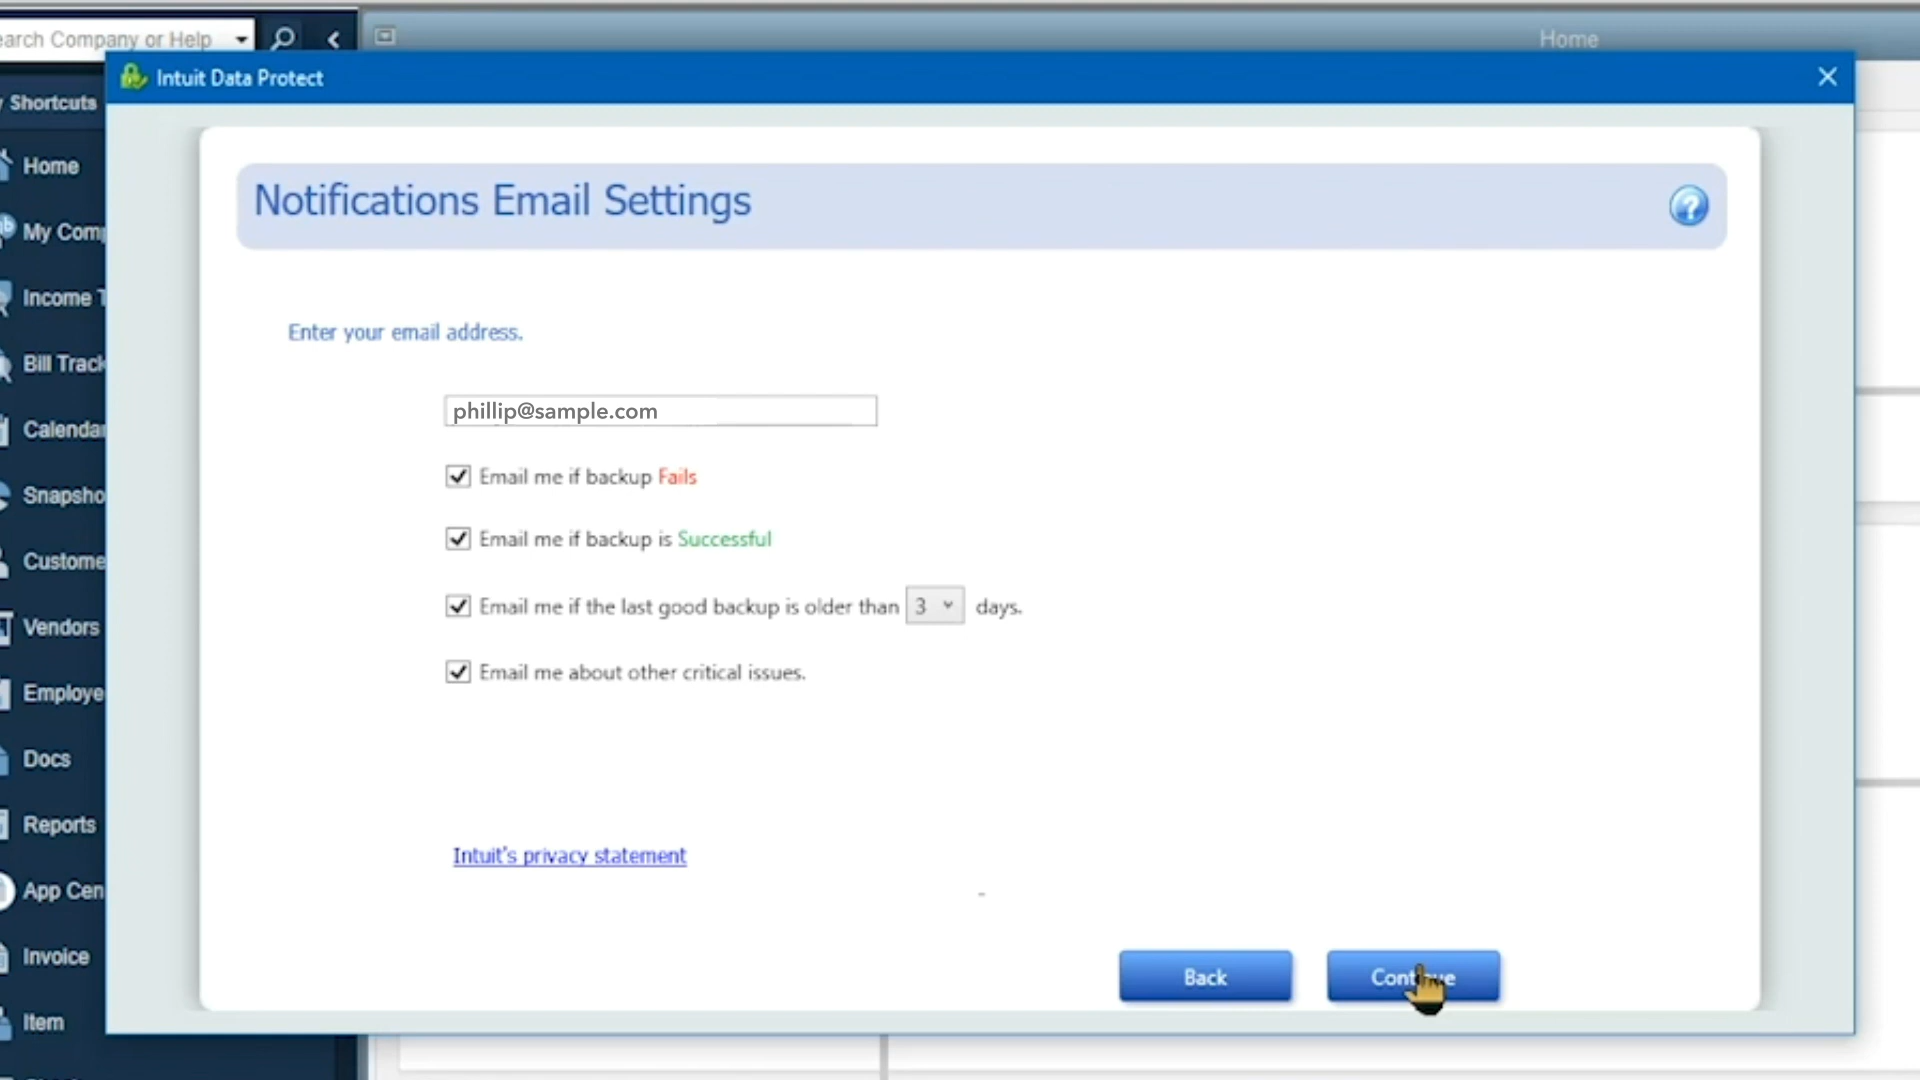 earch Company or Help
Home
Intuit Data Protect
Shortcuts
Home
My Comp
Income T
Bill Track
Calendar
Snapsho
Custome
Vendors
Employe
Docs
Reports
App Cen
Invoice
Item
Notifications Email Settings
?
Enter your email address.
phillip@sample.com
Email me if backup Fails
Email me if backup is Successful
Email me if the last good backup is older than 3 days.
Email me about other critical issues.
Intuit's privacy statement
Back
Continue